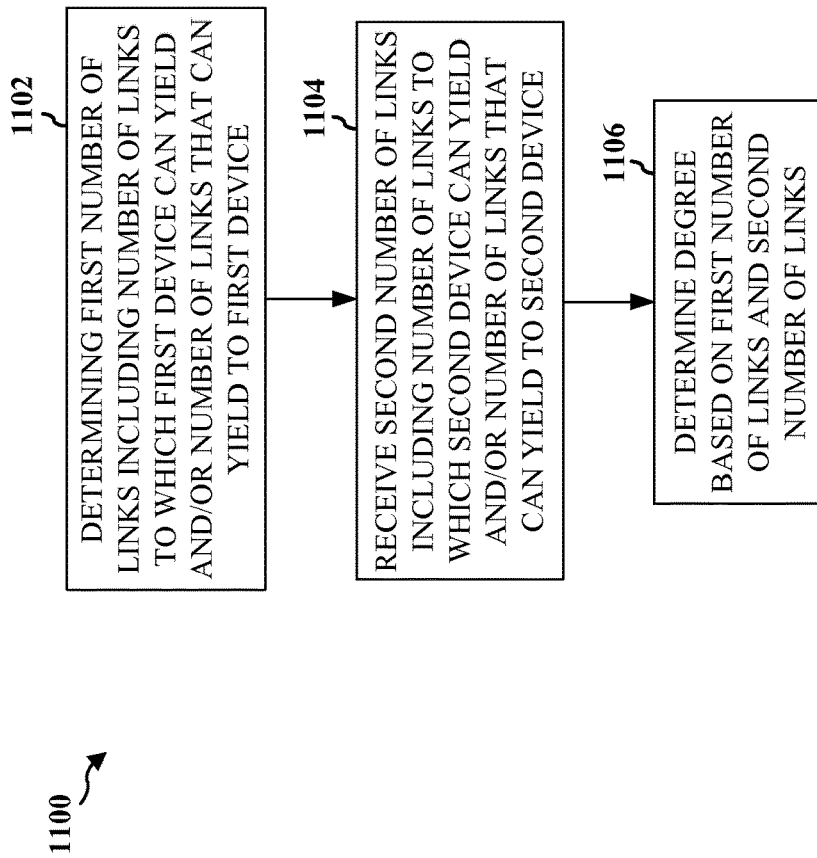 1100
1102
DETERMINING FIRST NUMBER OF
LINKS INCLUDING NUMBER OF LINKS
TO WHICH FIRST DEVICE CAN YIELD
AND/OR NUMBER OF LINKS THAT CAN
YIELD TO FIRST DEVICE
1104
RECEIVE SECOND NUMBER OF LINKS
INCLUDING NUMBER OF LINKS TO
WHICH SECOND DEVICE CAN YIELD
AND/OR NUMBER OF LINKS THAT
CAN YIELD TO SECOND DEVICE
1106
DETERMINE DEGREE
BASED ON FIRST NUMBER
OF LINKS AND SECOND
NUMBER OF LINKS